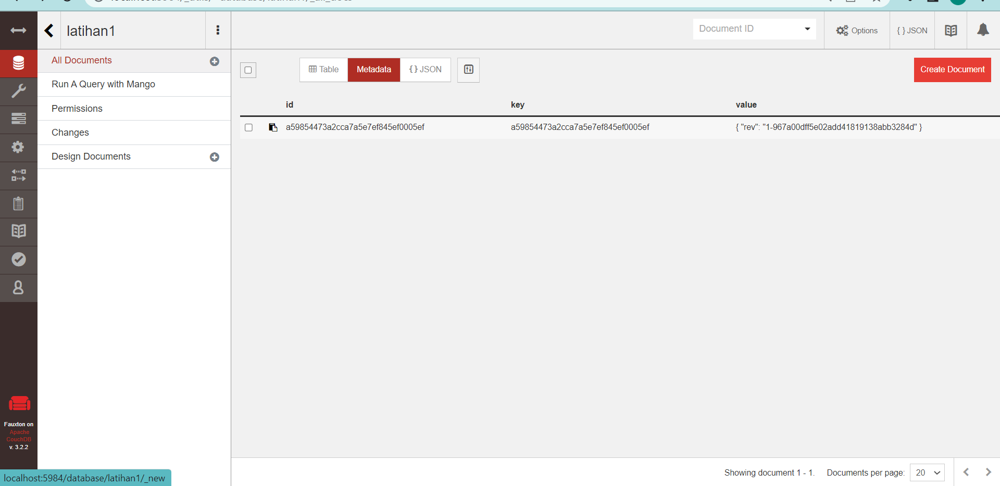 latihan1
Document ID
Options
{ } JSON
All Documents
Run A Query with Mango
Permissions
Changes
Design Documents
Table
Metadata
{} JSON
Create Document
id key value
a59854473a2cca7a5e7ef845ef0005ef a59854473a2cca7a5e7ef845ef0005ef { "rev": "1-967a00dff5e02add41819138abb3284d" }
Fauxton on
Apache
CouchDB
v. 3.2.2
localhost:5984/database/latihan1/_new
Showing document 1 - 1. Documents per page: 20